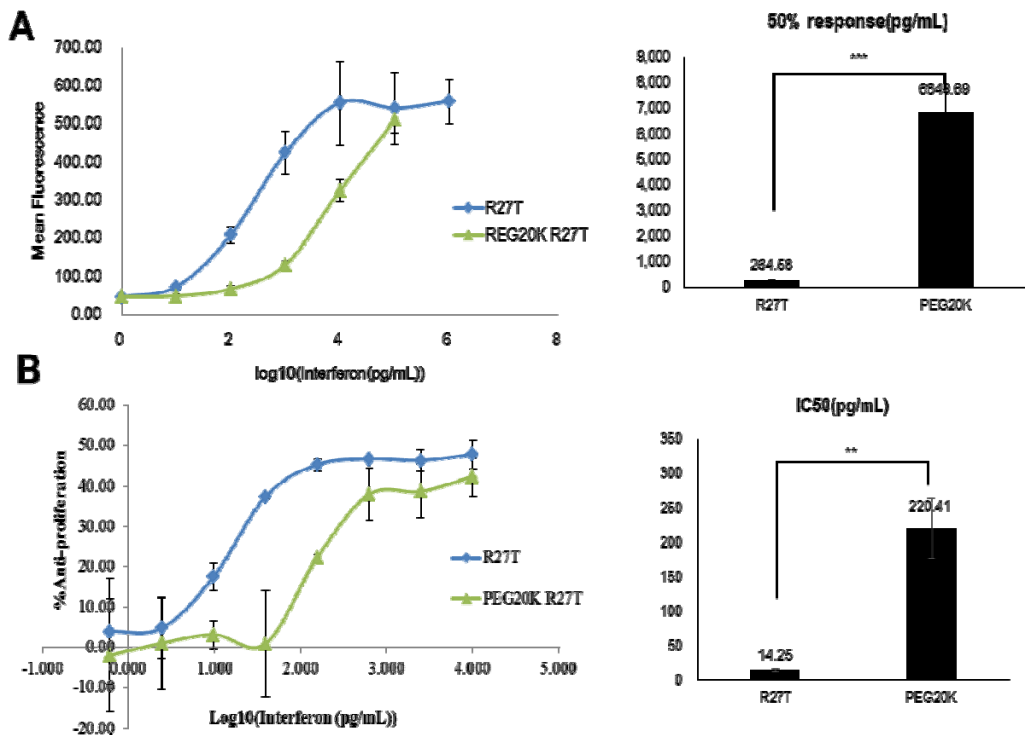 A
700.00
600.00
500.00
400.00
300.00
200.00
100.00
0.00
Mean Fluorescence
0 2 4 6 8
log10(Interferon(pg/mL))
R27T
REG20K R27T
50% response(pg/mL)
9,000
8,000
7,000
6,000
5,000
4,000
3,000
2,000
1,000
0
***
284.58
R27T PEG20K
B
60.00
50.00
40.00
30.00
20.00
10.00
0.00
-10.00
-20.00
%Anti-proliferation
-1.000 0.000 1.000 2.000 3.000 4.000 5.000
Log10(Interferon (pg/mL))
R27T
PEG20K R27T
IC50(pg/mL)
350
300
250
200
150
100
50
0
**
14.25
220.41
R27T PEG20K